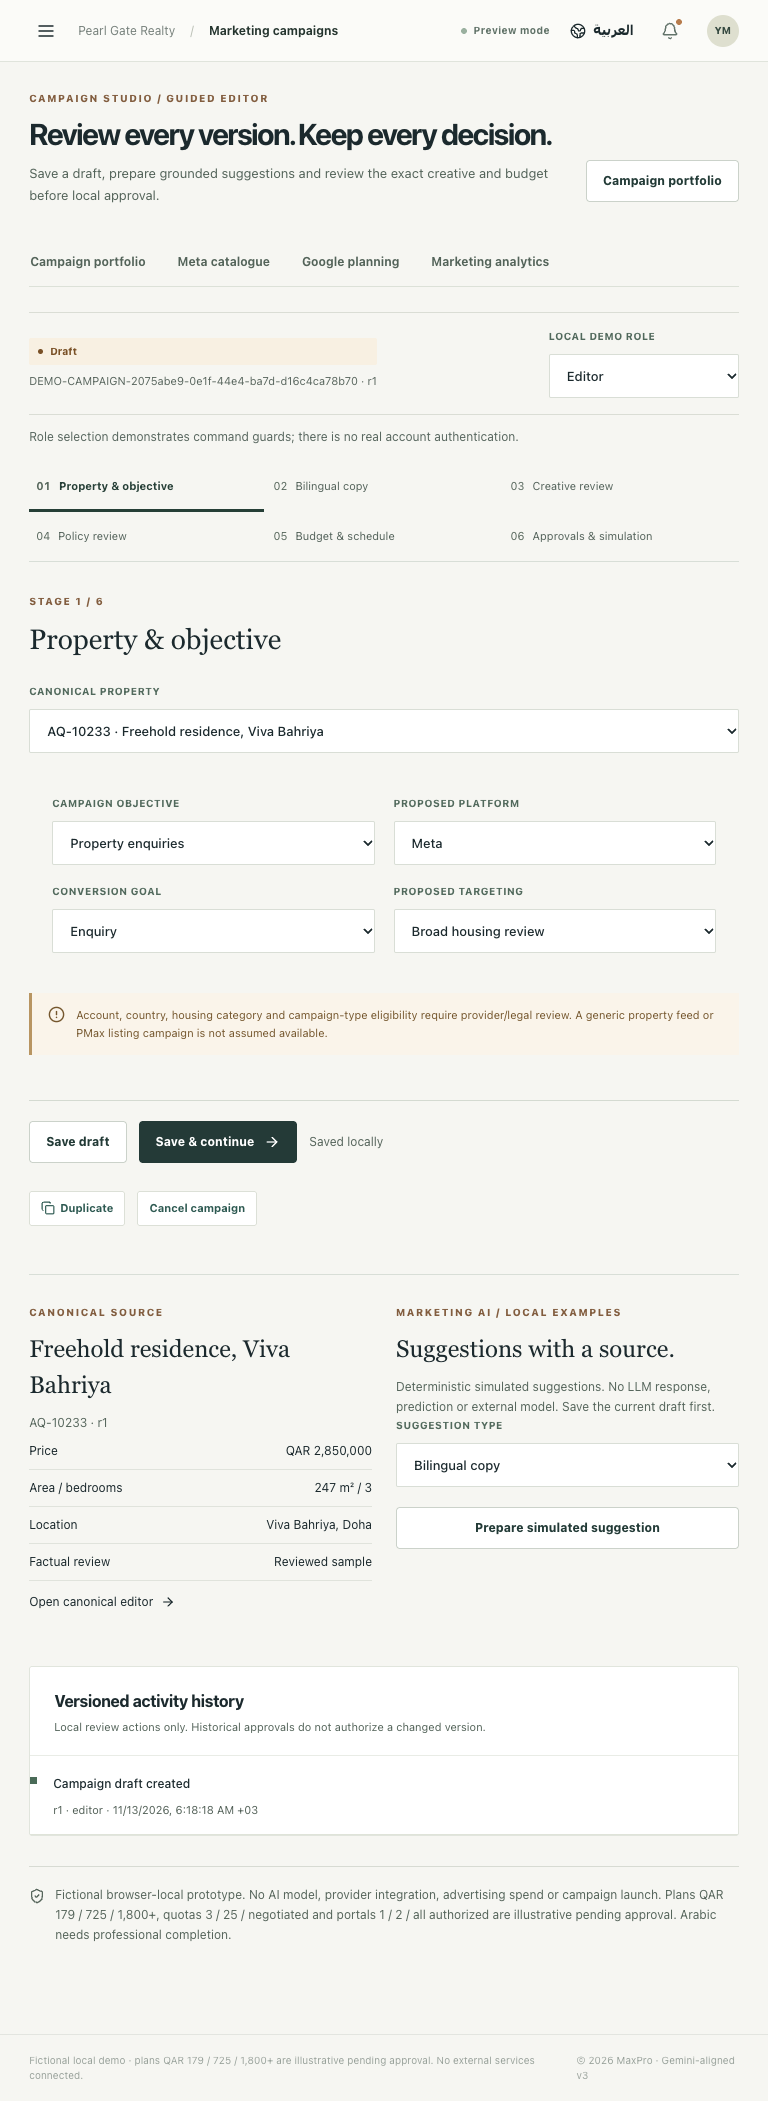 Pearl Gate Realty / Marketing campaigns
Preview mode
العربية
YM
CAMPAIGN STUDIO / GUIDED EDITOR
Review every version. Keep every decision.
Save a draft, prepare grounded suggestions and review the exact creative and budget
before local approval.
Campaign portfolio
Campaign portfolio
Meta catalogue
Google planning
Marketing analytics
Draft
DEMO-CAMPAIGN-2075abe9-0e1f-44e4-ba7d-d16c4ca78b70 · r1
LOCAL DEMO ROLE
Editor
Role selection demonstrates command guards; there is no real account authentication.
01 Property & objective
02 Bilingual copy
03 Creative review
04 Policy review
05 Budget & schedule
06 Approvals & simulation
STAGE 1 / 6
Property & objective
CANONICAL PROPERTY
AQ-10233 · Freehold residence, Viva Bahriya
CAMPAIGN OBJECTIVE
Property enquiries
PROPOSED PLATFORM
Meta
CONVERSION GOAL
Enquiry
PROPOSED TARGETING
Broad housing review
Account, country, housing category and campaign-type eligibility require provider/legal review. A generic property feed or
PMax listing campaign is not assumed available.
Save draft
Save & continue
Saved locally
Duplicate
Cancel campaign
CANONICAL SOURCE
Freehold residence, Viva
Bahriya
AQ-10233 · r1
Price QAR 2,850,000
Area / bedrooms 247 m² / 3
Location Viva Bahriya, Doha
Factual review Reviewed sample
Open canonical editor
MARKETING AI / LOCAL EXAMPLES
Suggestions with a source.
Deterministic simulated suggestions. No LLM response,
prediction or external model. Save the current draft first.
SUGGESTION TYPE
Bilingual copy
Prepare simulated suggestion
Versioned activity history
Local review actions only. Historical approvals do not authorize a changed version.
Campaign draft created
r1 · editor · 11/13/2026, 6:18:18 AM +03
Fictional browser-local prototype. No AI model, provider integration, advertising spend or campaign launch. Plans QAR
179 / 725 / 1,800+, quotas 3 / 25 / negotiated and portals 1 / 2 / all authorized are illustrative pending approval. Arabic
needs professional completion.
Fictional local demo · plans QAR 179 / 725 / 1,800+ are illustrative pending approval. No external services
connected.
© 2026 MaxPro · Gemini-aligned
v3